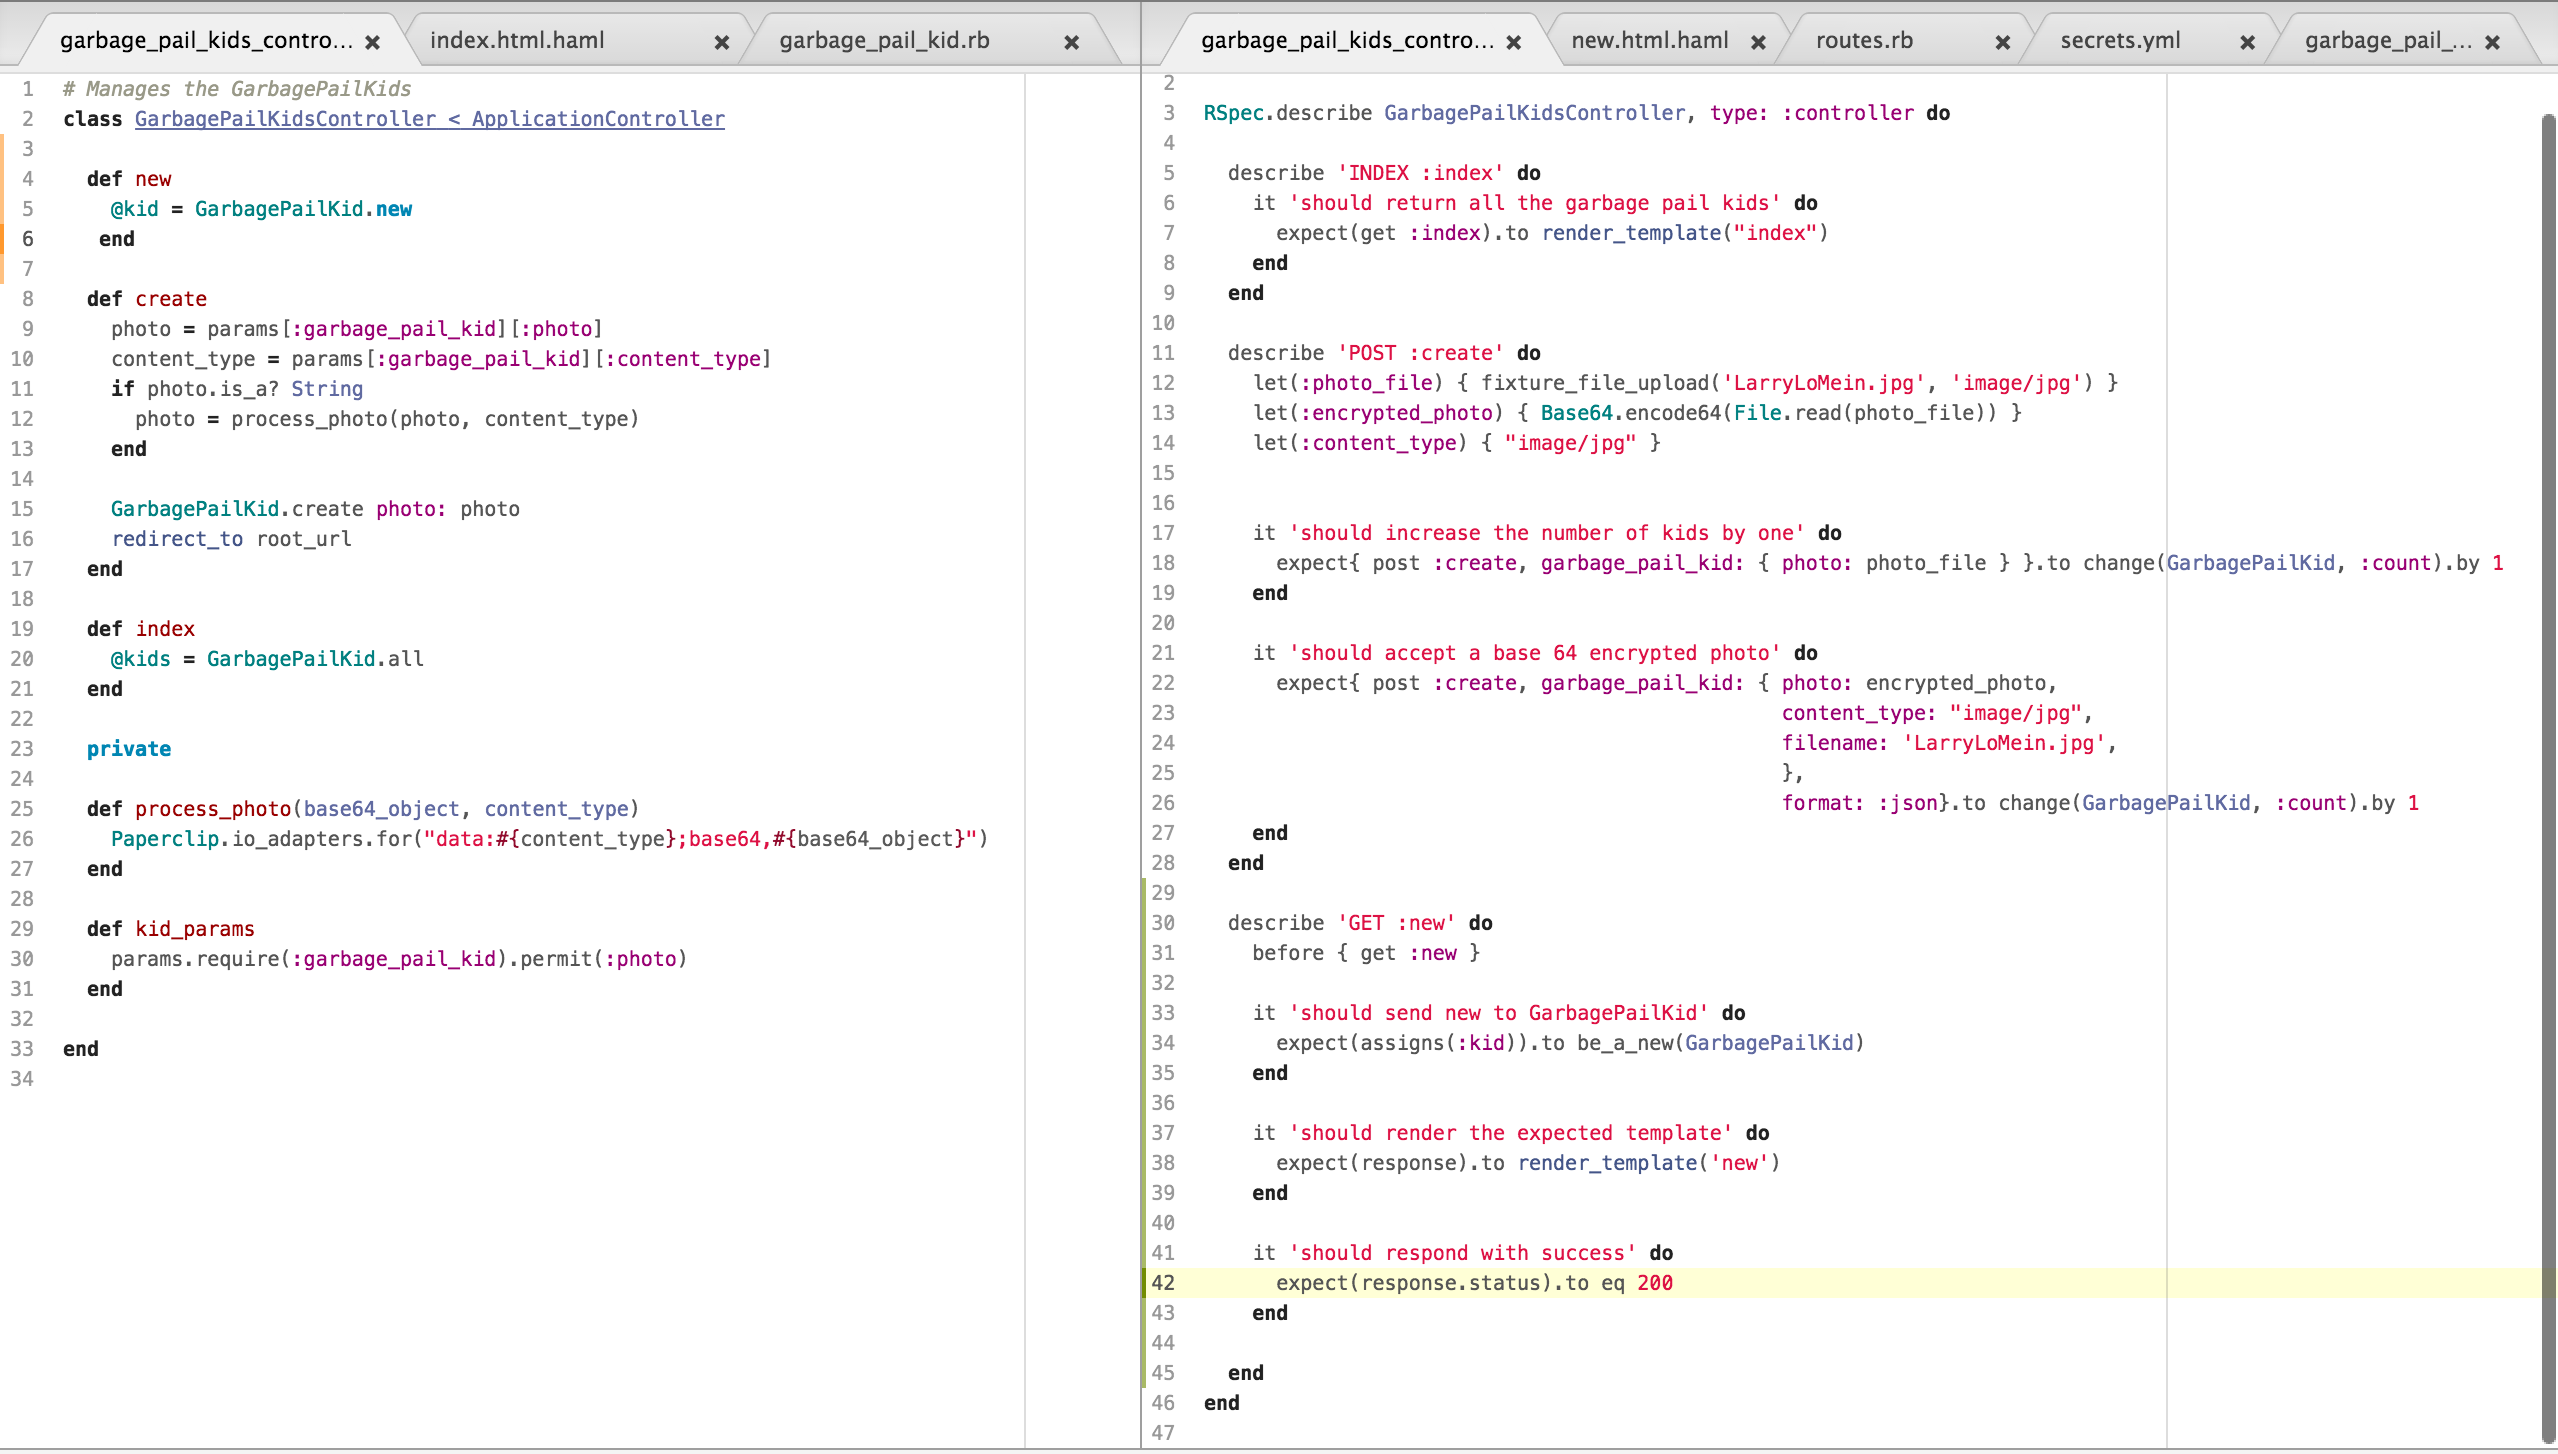 garbage_pail_kids_contro... × index.html.haml × garbage_pail_kid.rb ×
1 # Manages the GarbagePailKids
2 class GarbagePailKidsController < ApplicationController
3
4   def new
5     @kid = GarbagePailKid.new
6    end
7
8   def create
9     photo = params[:garbage_pail_kid][:photo]
10     content_type = params[:garbage_pail_kid][:content_type]
11     if photo.is_a? String
12       photo = process_photo(photo, content_type)
13     end
14
15     GarbagePailKid.create photo: photo
16     redirect_to root_url
17   end
18
19   def index
20     @kids = GarbagePailKid.all
21   end
22
23   private
24
25   def process_photo(base64_object, content_type)
26     Paperclip.io_adapters.for("data:#{content_type};base64,#{base64_object}")
27   end
28
29   def kid_params
30     params.require(:garbage_pail_kid).permit(:photo)
31   end
32
33 end
34
garbage_pail_kids_contro... × new.html.haml × routes.rb × secrets.yml × garbage_pail_... ×
2
3 RSpec.describe GarbagePailKidsController, type: :controller do
4
5   describe 'INDEX :index' do
6     it 'should return all the garbage pail kids' do
7       expect(get :index).to render_template("index")
8     end
9   end
10
11   describe 'POST :create' do
12     let(:photo_file) { fixture_file_upload('LarryLoMein.jpg', 'image/jpg') }
13     let(:encrypted_photo) { Base64.encode64(File.read(photo_file)) }
14     let(:content_type) { "image/jpg" }
15
16
17     it 'should increase the number of kids by one' do
18       expect{ post :create, garbage_pail_kid: { photo: photo_file } }.to change(GarbagePailKid, :count).by 1
19     end
20
21     it 'should accept a base 64 encrypted photo' do
22       expect{ post :create, garbage_pail_kid: { photo: encrypted_photo,
23                                                 content_type: "image/jpg",
24                                                 filename: 'LarryLoMein.jpg',
25                                                 },
26                                                 format: :json}.to change(GarbagePailKid, :count).by 1
27     end
28   end
29
30   describe 'GET :new' do
31     before { get :new }
32
33     it 'should send new to GarbagePailKid' do
34       expect(assigns(:kid)).to be_a_new(GarbagePailKid)
35     end
36
37     it 'should render the expected template' do
38       expect(response).to render_template('new')
39     end
40
41     it 'should respond with success' do
42       expect(response.status).to eq 200
43     end
44
45   end
46 end
47